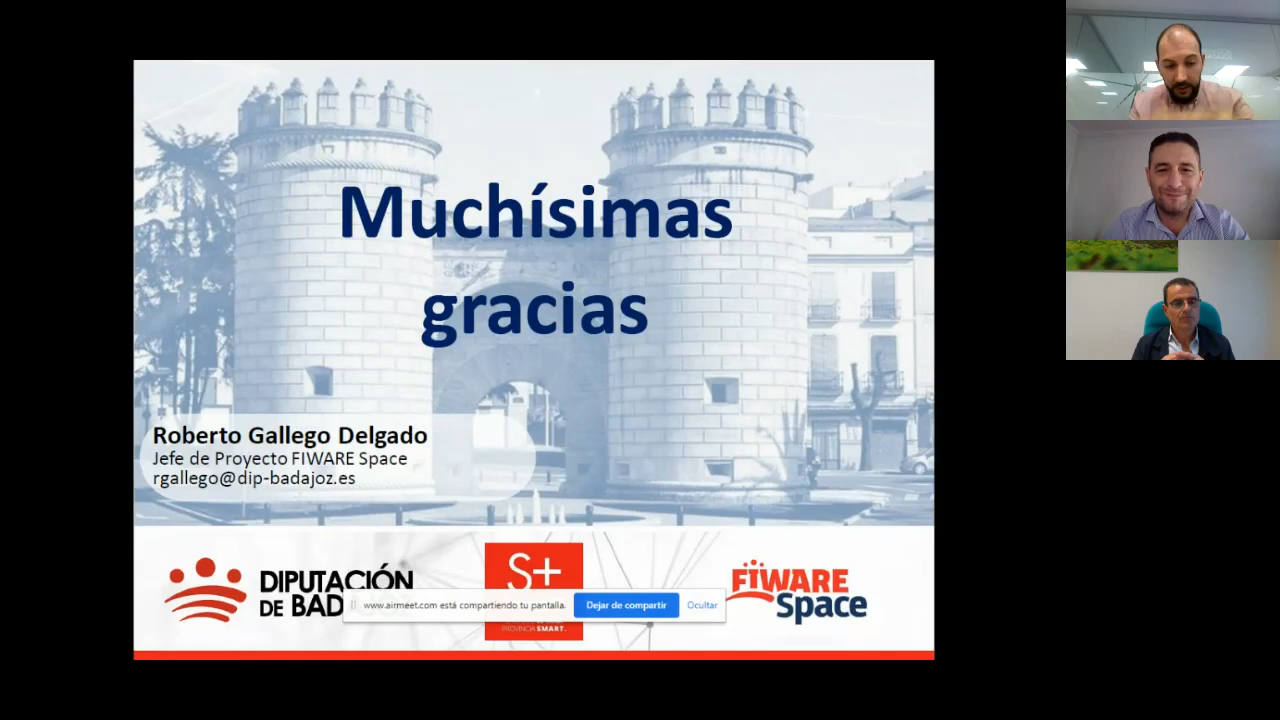 Muchísimas
gracias
Roberto Gallego Delgado
Jefe de Proyecto FIWARE Space
rgallego@dip-badajoz.es
DIPUTACIÓN
DE BAD
S+
www.airmeet.com está compartiendo tu pantalla.
Dejar de compartir
Ocultar
PROVINCIA SMART.
FIWARE
Space